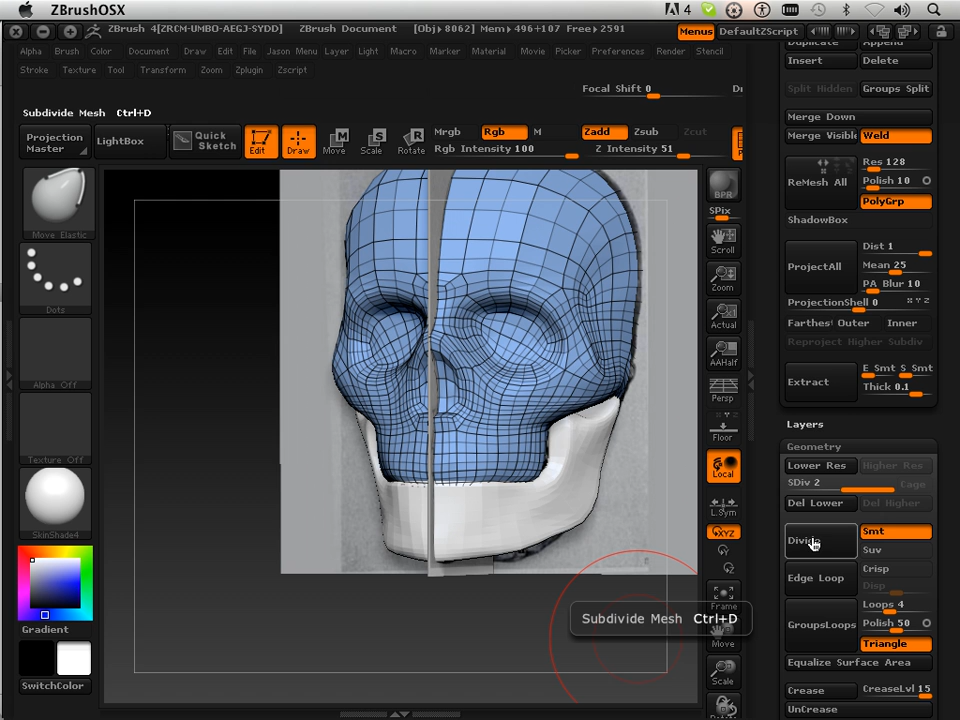 ZBrushOSX
4
ZBrush 4[ZRCM-UMBO-AEGJ-SYDD] ZBrush Document [Obj▸8062] Mem▸496+107 Free▸2591 Menus DefaultZScript
Alpha Brush Color Document Draw Edit File Jason Menu Layer Light Macro Marker Material Movie Picker Preferences Render Stencil
Stroke Texture Tool Transform Zoom Zplugin Zscript
Focal Shift 0
Subdivide Mesh Ctrl+D
Projection Master
LightBox
Quick Sketch
Edit
Draw
Move
Scale
Rotate
Mrgb Rgb M Zadd Zsub Zcut
Rgb Intensity 100 Z Intensity 51
Move Elastic
Dots
Alpha Off
Texture Off
SkinShade4
Gradient
SwitchColor
BPR
SPix
Scroll
Zoom
Actual
AAHalf
Persp
Floor
Local
L.Sym
XYZ
Frame
Move
Scale
Subdivide Mesh Ctrl+D
Duplicate Append
Insert Delete
Split Hidden Groups Split
Merge Down
Merge Visible Weld
ReMesh All Res 128
Polish 10
PolyGrp
ShadowBox
ProjectAll Dist 1
Mean 25
PA Blur 10
ProjectionShell 0 X Y Z
Farthest Outer Inner
Reproject Higher Subdiv
Extract E Smt S Smt
Thick 0.1
Layers
Geometry
Lower Res Higher Res
SDiv 2 Cage
Del Lower Del Higher
Divide Smt
Suv
Edge Loop Crisp
Disp
GroupsLoops Loops 4
Polish 50
Triangle
Equalize Surface Area
Crease CreaseLvl 15
UnCrease